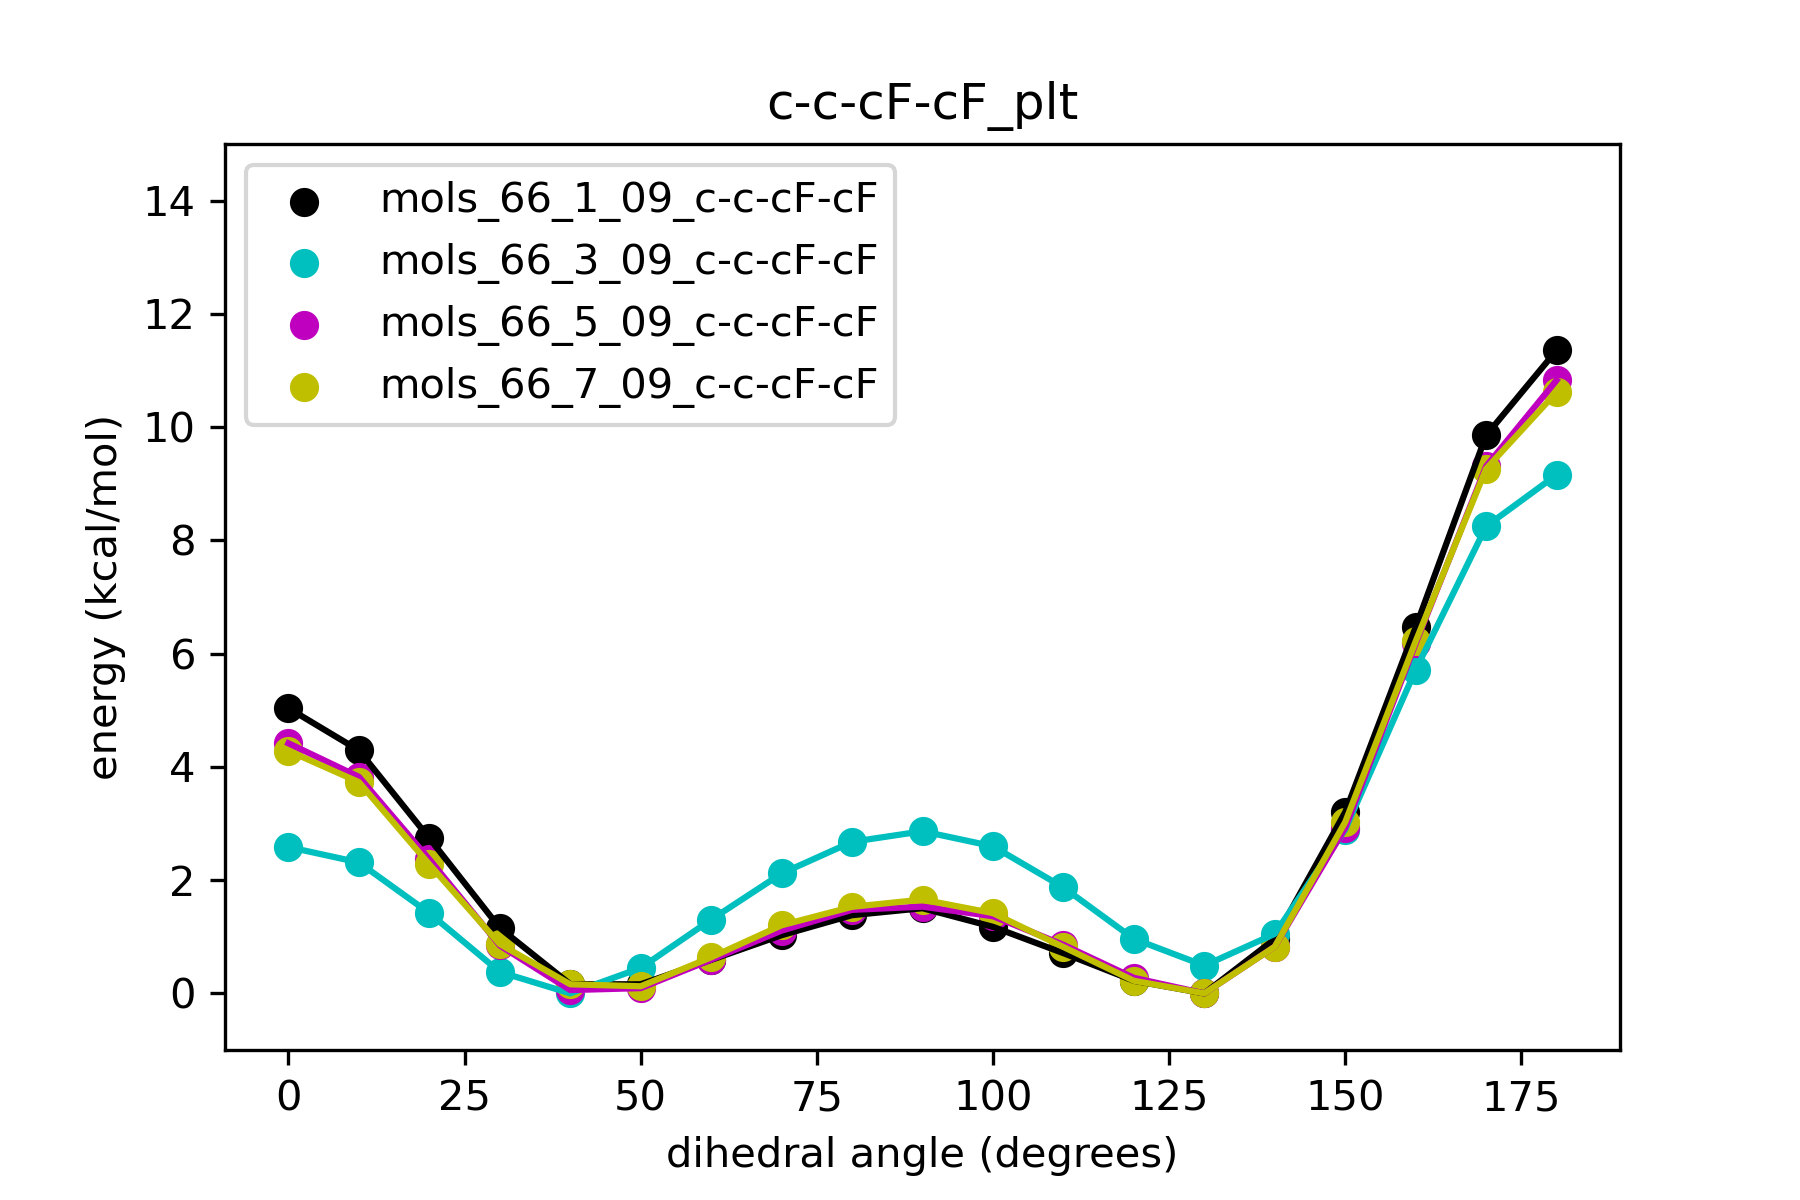 c-c-cF-cF_plt
mols_66_1_09_c-c-cF-cF
mols_66_3_09_c-c-cF-cF
mols_66_5_09_c-c-cF-cF
mols_66_7_09_c-c-cF-cF
14
12
10
8
6
4
2
0
energy (kcal/mol)
0 25 50 75 100 125 150 175
dihedral angle (degrees)